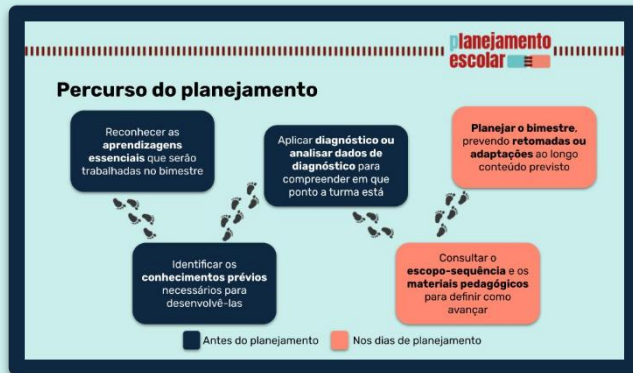 planejamento
escolar
Percurso do planejamento
Reconhecer as
aprendizagens
essenciais que serão
trabalhadas no bimestre
Identificar os
conhecimentos prévios
necessários para
desenvolvê-las
Aplicar diagnóstico ou
analisar dados de
diagnóstico para
compreender em que
ponto a turma está
Consultar o
escopo-sequência e os
materiais pedagógicos
para definir como
avançar
Planejar o bimestre,
prevendo retomadas ou
adaptações ao longo
conteúdo previsto
Antes do planejamento
Nos dias de planejamento